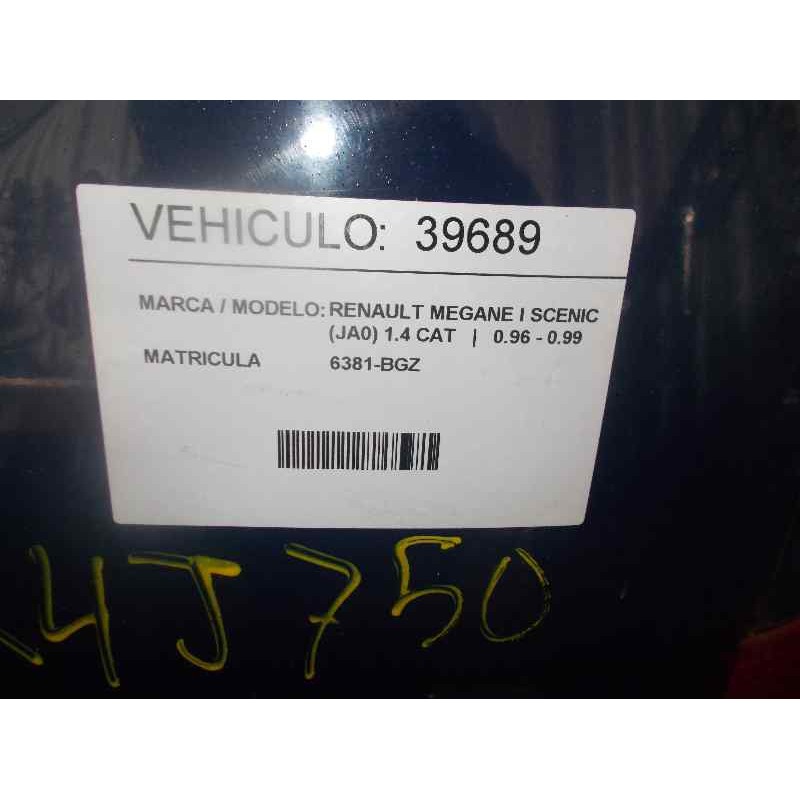 VEHICULO: 39689
MARCA / MODELO: RENAULT MEGANE I SCENIC
(JA0) 1.4 CAT | 0.96 - 0.99
MATRICULA 6381-BGZ
4J750